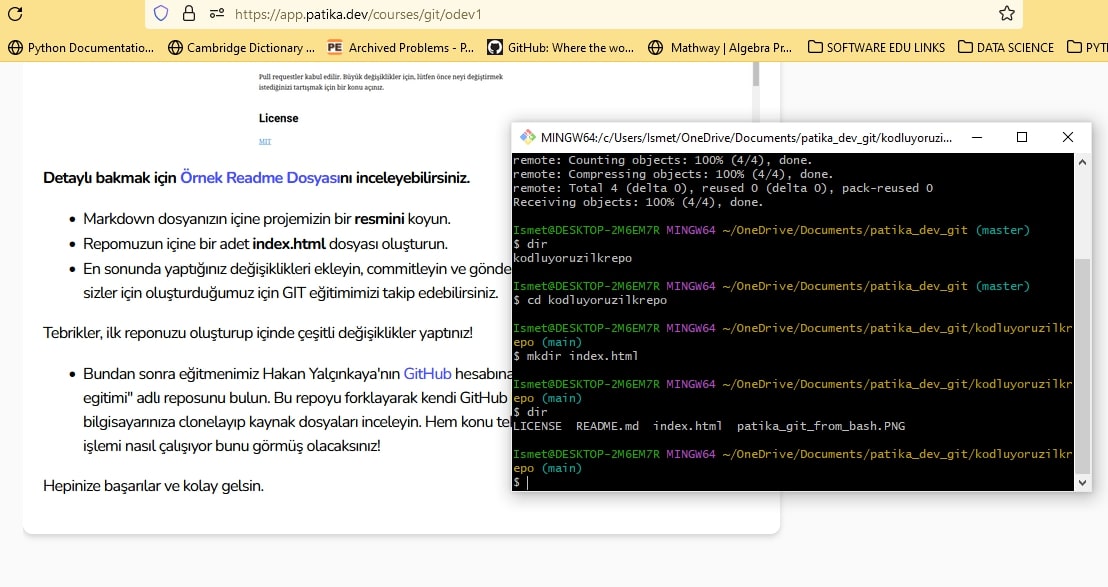 https://app.patika.dev/courses/git/odev1
Python Documentatio...
Cambridge Dictionary ...
PE Archived Problems - P...
GitHub: Where the wo...
Mathway | Algebra Pr...
SOFTWARE EDU LINKS
DATA SCIENCE
PYTH
Pull requestler kabul edilir. Büyük değişiklikler için, lütfen önce neyi değiştirmek
istediğinizi tartışmak için bir konu açınız.
License
MIT
Detaylı bakmak için Örnek Readme Dosyasını inceleyebilirsiniz.
Markdown dosyanızın içine projemizin bir resmini koyun.
Repomuzun içine bir adet index.html dosyası oluşturun.
En sonunda yaptığınız değişiklikleri ekleyin, commitleyin ve gönde
sizler için oluşturduğumuz için GIT eğitimimizi takip edebilirsiniz.
Tebrikler, ilk reponuzu oluşturup içinde çeşitli değişiklikler yaptınız!
Bundan sonra eğitmenimiz Hakan Yalçınkaya'nın GitHub hesabına
egitimi" adlı reposunu bulun. Bu repoyu forklayarak kendi GitHub
bilgisayarınıza clonelayıp kaynak dosyaları inceleyin. Hem konu te
işlemi nasıl çalışıyor bunu görmüş olacaksınız!
Hepinize başarılar ve kolay gelsin.
MINGW64:/c/Users/Ismet/OneDrive/Documents/patika_dev_git/kodluyoruzi...
remote: Counting objects: 100% (4/4), done.
remote: Compressing objects: 100% (4/4), done.
remote: Total 4 (delta 0), reused 0 (delta 0), pack-reused 0
Receiving objects: 100% (4/4), done.
Ismet@DESKTOP-2M6EM7R MINGW64 ~/OneDrive/Documents/patika_dev_git (master)
$ dir
kodluyoruzilkrepo
Ismet@DESKTOP-2M6EM7R MINGW64 ~/OneDrive/Documents/patika_dev_git (master)
$ cd kodluyoruzilkrepo
Ismet@DESKTOP-2M6EM7R MINGW64 ~/OneDrive/Documents/patika_dev_git/kodluyoruzilkr
epo (main)
$ mkdir index.html
Ismet@DESKTOP-2M6EM7R MINGW64 ~/OneDrive/Documents/patika_dev_git/kodluyoruzilkr
epo (main)
$ dir
LICENSE  README.md  index.html  patika_git_from_bash.PNG
Ismet@DESKTOP-2M6EM7R MINGW64 ~/OneDrive/Documents/patika_dev_git/kodluyoruzilkr
epo (main)
$